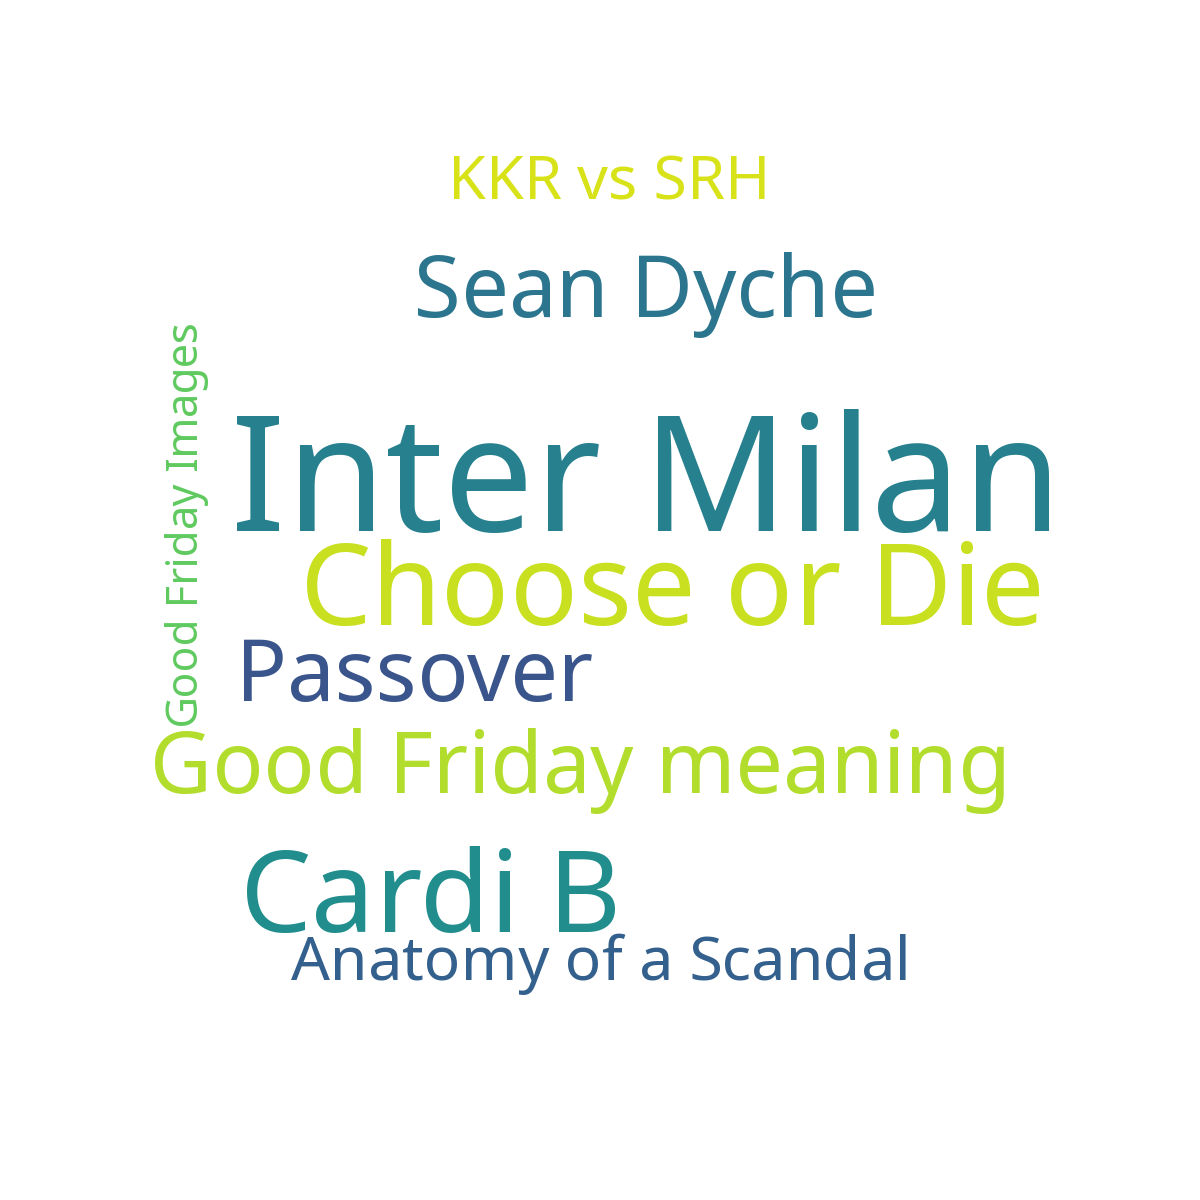 KKR vs SRH
Sean Dyche
Good Friday Images
Inter Milan
Choose or Die
Passover
Good Friday meaning
Cardi B
Anatomy of a Scandal